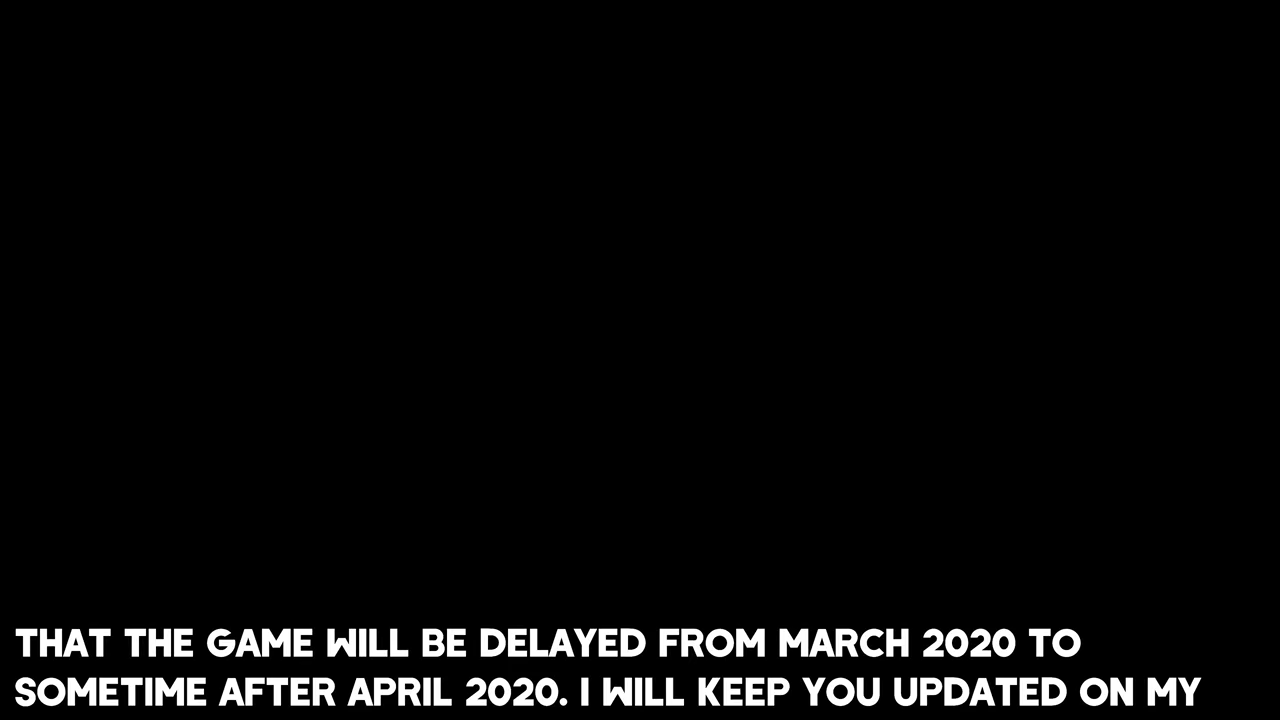 THAT THE GAME WILL BE DELAYED FROM MARCH 2020 TO
SOMETIME AFTER APRIL 2020. I WILL KEEP YOU UPDATED ON MY